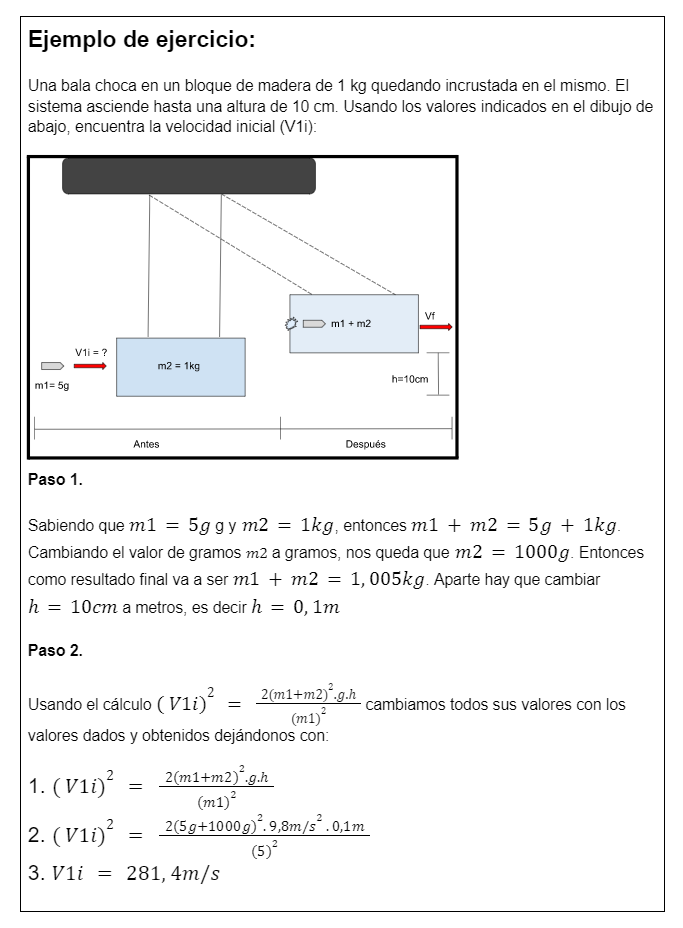 Ejemplo de ejercicio:
Una bala choca en un bloque de madera de 1 kg quedando incrustada en el mismo. El
sistema asciende hasta una altura de 10 cm. Usando los valores indicados en el dibujo de
abajo, encuentra la velocidad inicial (V1i):
m1 + m2
Vf
V1i = ?
m2 = 1kg
m1= 5g
h=10cm
Antes
Después
Paso 1.
Sabiendo que m1 = 5g g y m2 = 1kg, entonces m1 + m2 = 5g + 1kg.
Cambiando el valor de gramos m2 a gramos, nos queda que m2 = 1000g. Entonces
como resultado final va a ser m1 + m2 = 1,005kg. Aparte hay que cambiar
h = 10cm a metros, es decir h = 0,1m
Paso 2.
Usando el cálculo (V1i)² = 2(m1+m2)².g.h / (m1)² cambiamos todos sus valores con los
valores dados y obtenidos dejándonos con:
1. (V1i)² = 2(m1+m2)².g.h / (m1)²
2. (V1i)² = 2(5g+1000g)².9,8m/s².0,1m / (5)²
3. V1i = 281,4m/s